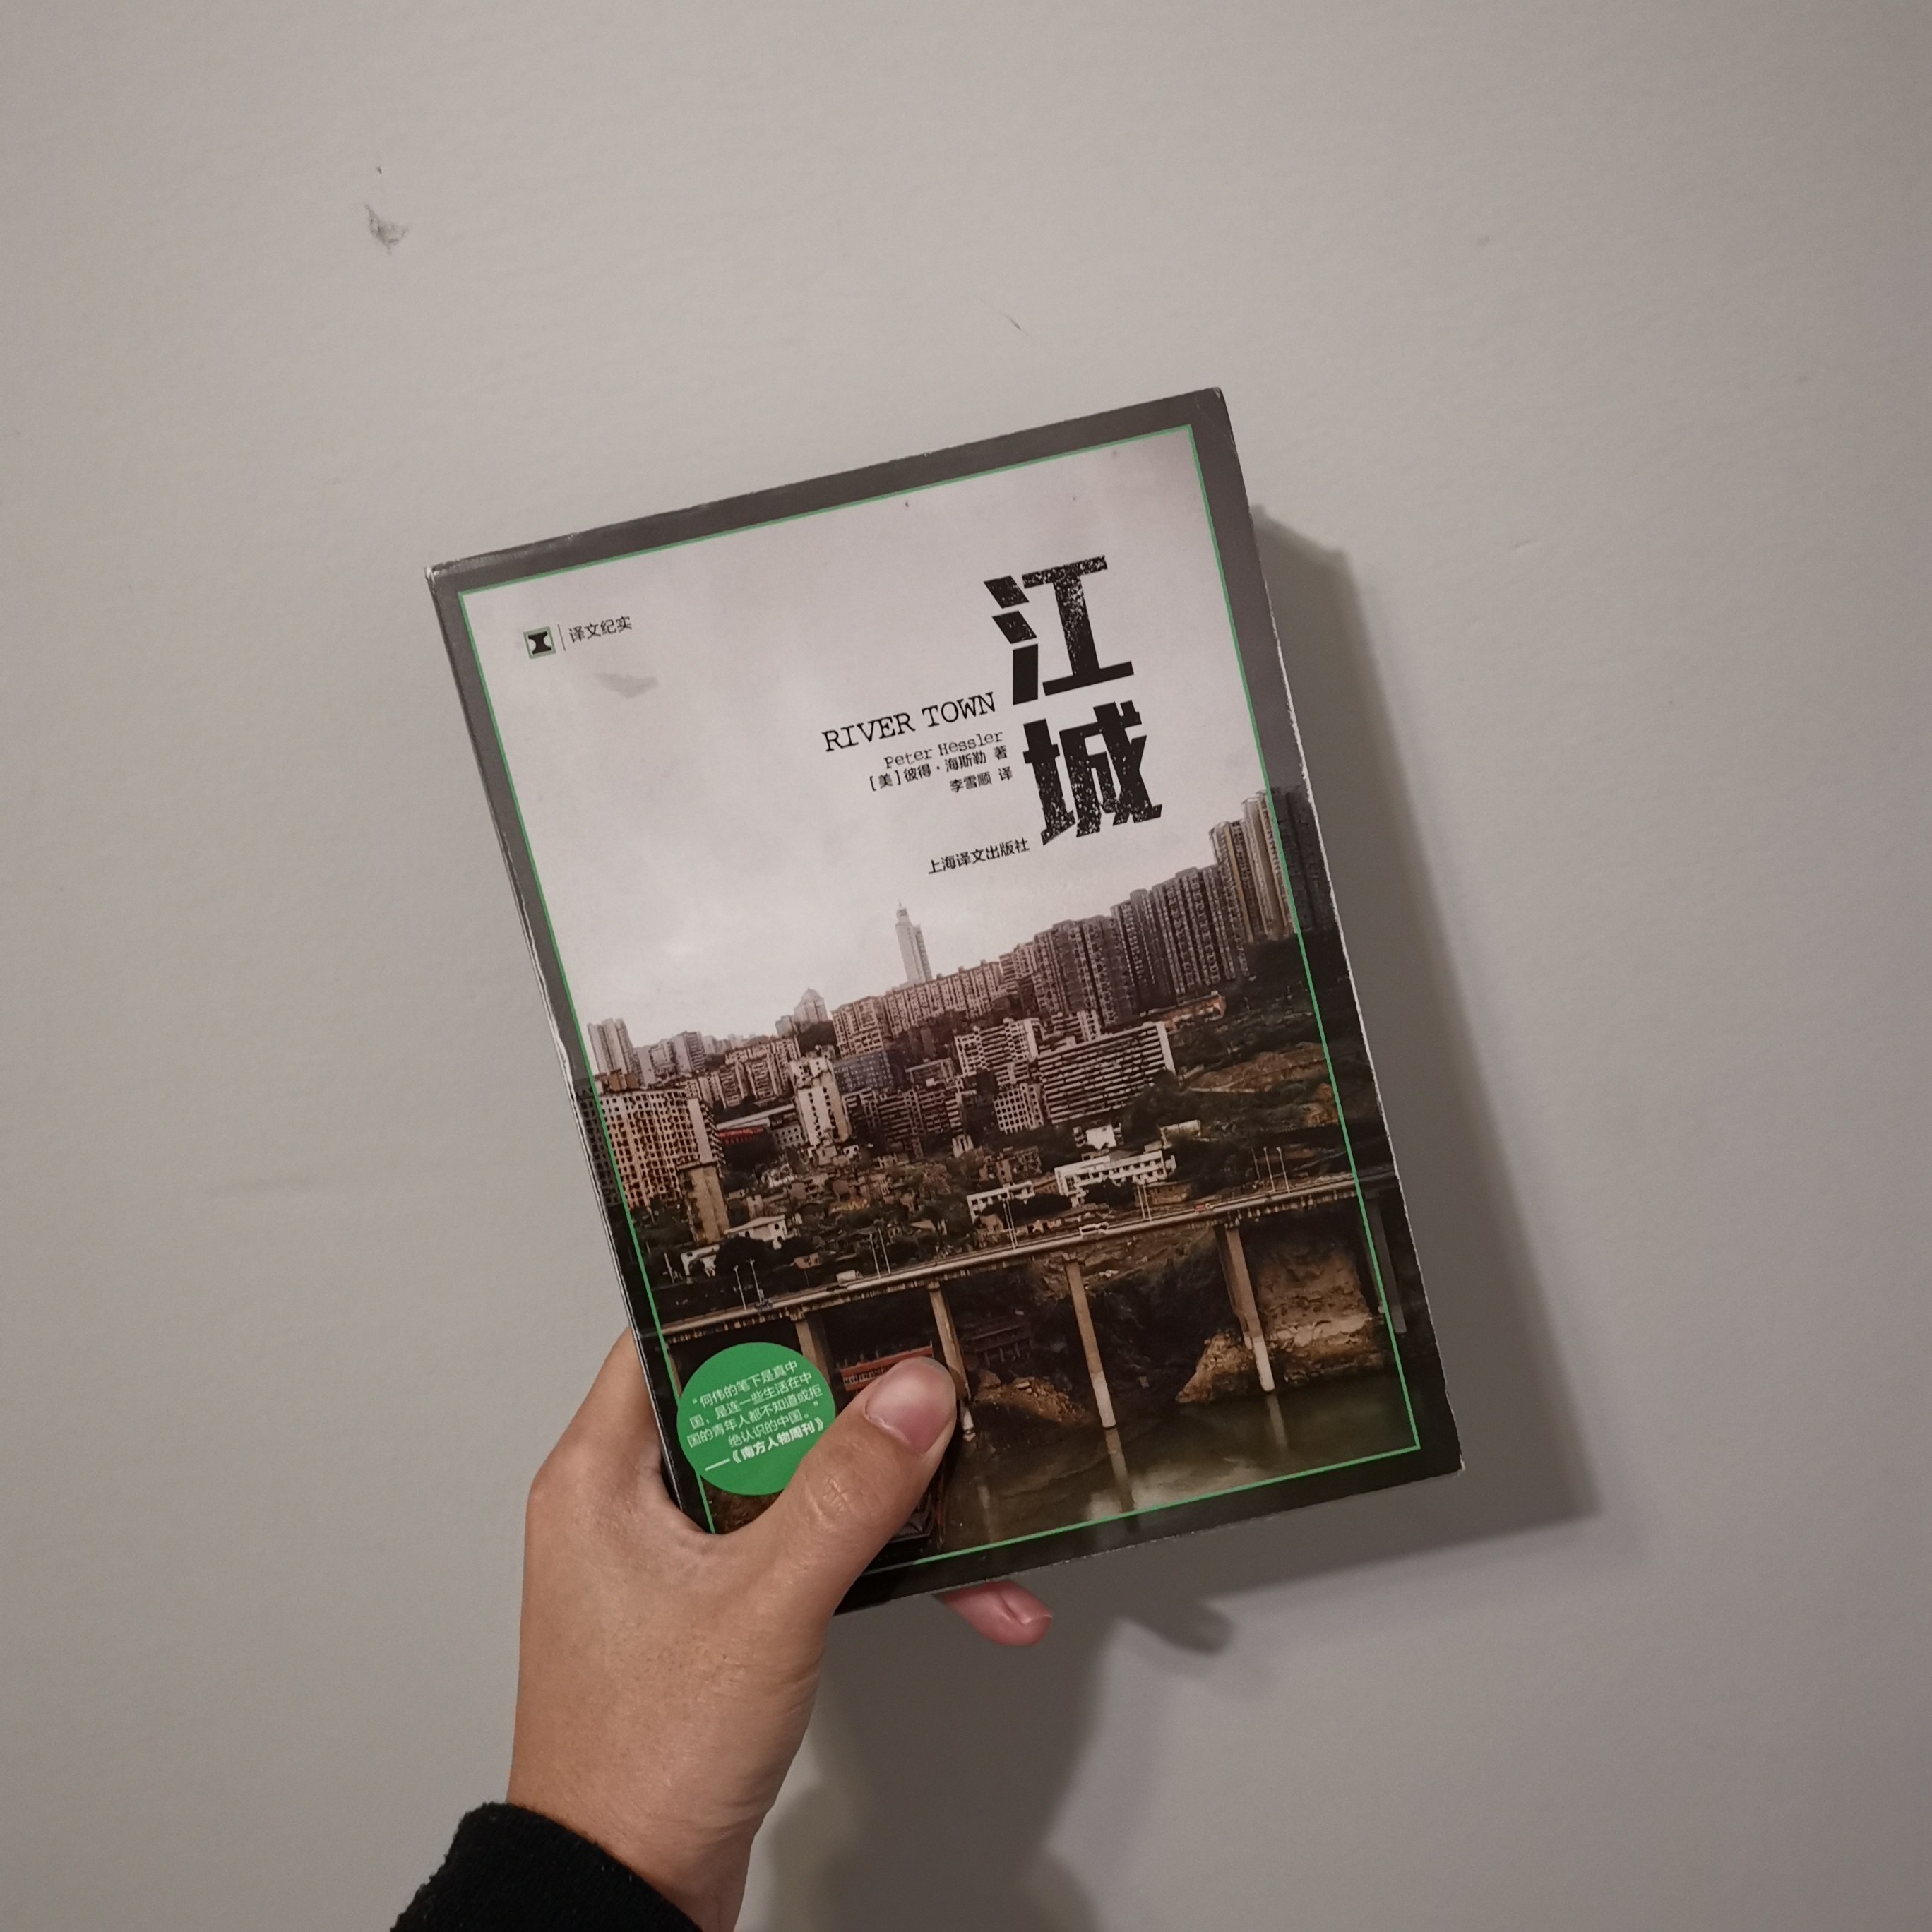 译文纪实
江城
RIVER TOWN
Peter Hessler
[美]彼得·海斯勒 著
李雪顺 译
上海译文出版社
“何伟的笔下是真中
国，是连一些生活在中
国的青年人都不知道或拒
绝认识的中国。”
——《南方人物周刊》